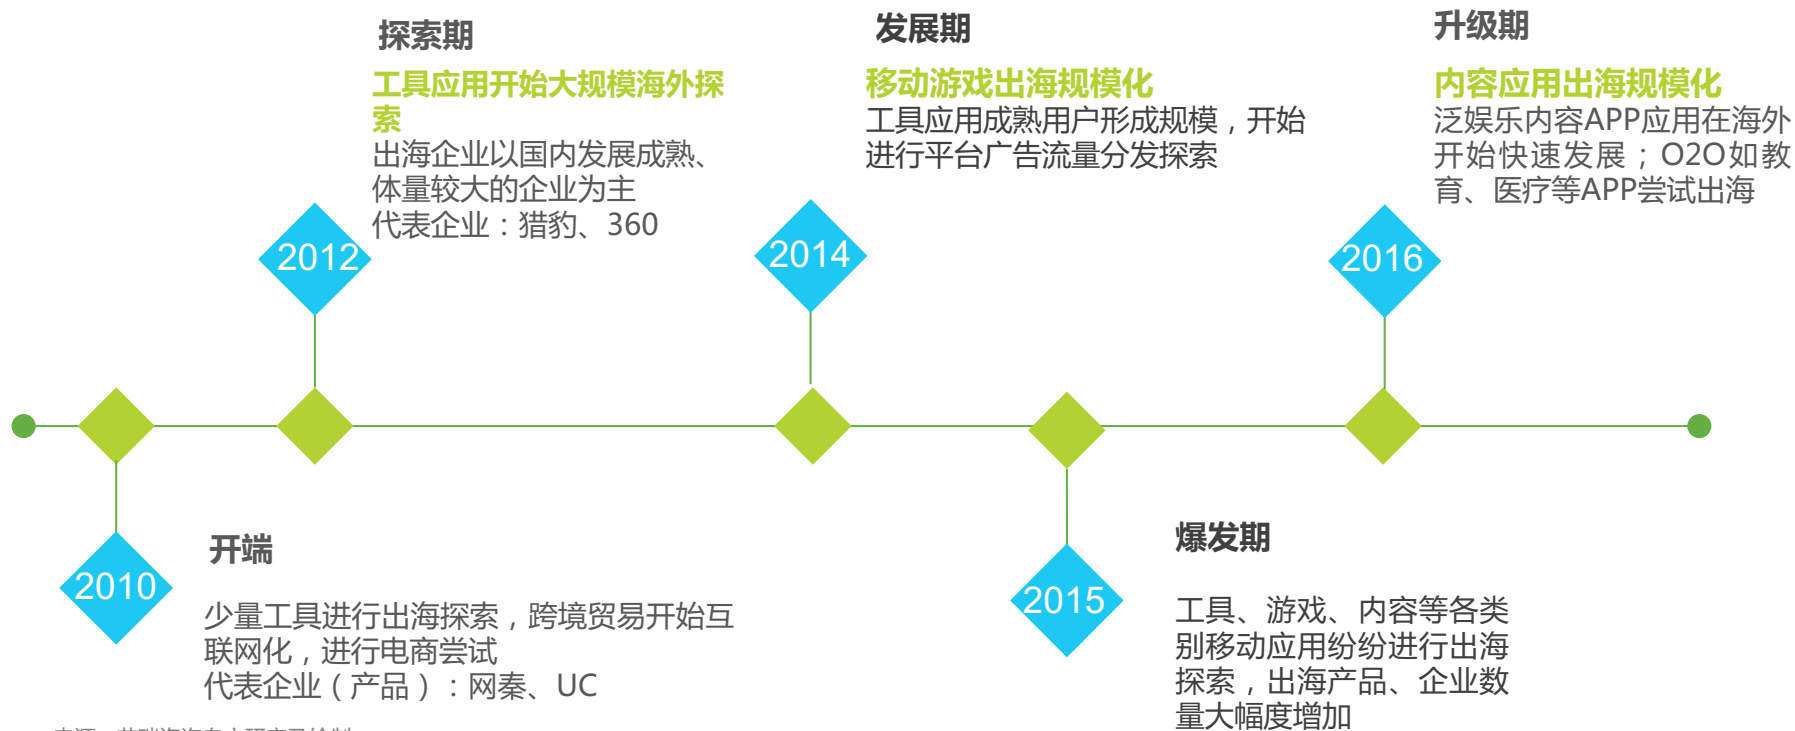 探索期
工具应用开始大规模海外探
索
出海企业以国内发展成熟、
体量较大的企业为主
代表企业：猎豹、360
2012
发展期
移动游戏出海规模化
工具应用成熟用户形成规模，开始
进行平台广告流量分发探索
2014
升级期
内容应用出海规模化
泛娱乐内容APP应用在海外
开始快速发展；O2O如教
育、医疗等APP尝试出海
2016
开端
2010
少量工具进行出海探索，跨境贸易开始互
联网化，进行电商尝试
代表企业（产品）：网秦、UC
爆发期
2015
工具、游戏、内容等各类
别移动应用纷纷进行出海
探索，出海产品、企业数
量大幅度增加